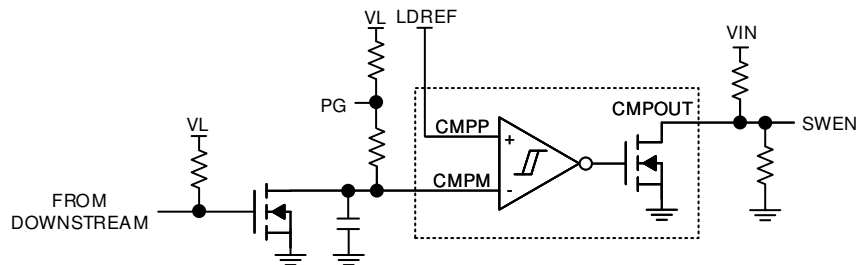 VL
LDREF
VIN
PG
CMPOUT
CMPP
+
SWEN
VL
CMPM
-
FROM
DOWNSTREAM